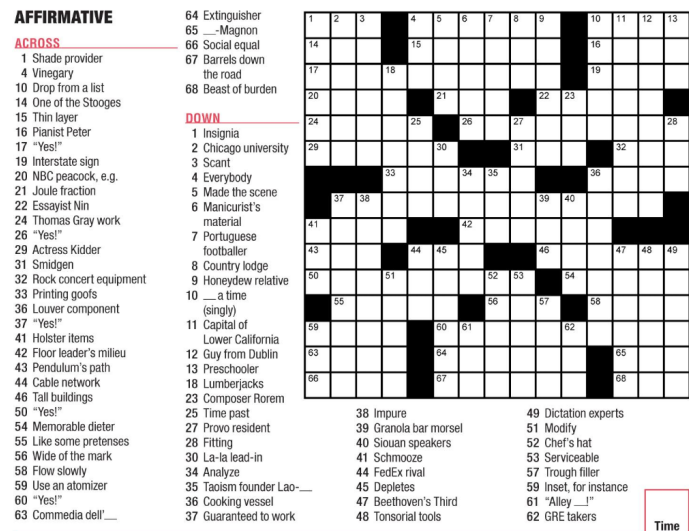 AFFIRMATIVE
ACROSS
1 Shade provider
4 Vinegary
10 Drop from a list
14 One of the Stooges
15 Thin layer
16 Pianist Peter
17 “Yes!”
19 Interstate sign
20 NBC peacock, e.g.
21 Joule fraction
22 Essayist Nin
24 Thomas Gray work
26 “Yes!”
29 Actress Kidder
31 Smidgen
32 Rock concert equipment
33 Printing goofs
36 Louver component
37 “Yes!”
41 Holster items
42 Floor leader’s milieu
43 Pendulum’s path
44 Cable network
46 Tall buildings
50 “Yes!”
54 Memorable dieter
55 Like some pretenses
56 Wide of the mark
58 Flow slowly
59 Use an atomizer
60 “Yes!”
63 Commedia dell’__
64 Extinguisher
65 __-Magnon
66 Social equal
67 Barrels down
the road
68 Beast of burden
DOWN
1 Insignia
2 Chicago university
3 Scant
4 Everybody
5 Made the scene
6 Manicurist’s
material
7 Portuguese
footballer
8 Country lodge
9 Honeydew relative
10 __ a time
(singly)
11 Capital of
Lower California
12 Guy from Dublin
13 Preschooler
18 Lumberjacks
23 Composer Rorem
25 Time past
27 Provo resident
28 Fitting
30 La-la lead-in
34 Analyze
35 Taoism founder Lao-__
36 Cooking vessel
37 Guaranteed to work
38 Impure
39 Granola bar morsel
40 Siouan speakers
41 Schmooze
44 FedEx rival
45 Depletes
47 Beethoven’s Third
48 Tonsorial tools
49 Dictation experts
51 Modify
52 Chef’s hat
53 Serviceable
57 Trough filler
59 Inset, for instance
61 “Alley __!”
62 GRE takers
1 2 3 4 5 6 7 8 9 10 11 12 13
14 15 16
17 18 19
20 21 22 23
24 25 26 27 28
29 30 31 32
33 34 35 36
37 38 39 40
41 42
43 44 45 46 47 48 49
50 51 52 53 54
55 56 57 58
59 60 61 62
63 64 65
66 67 68
Time